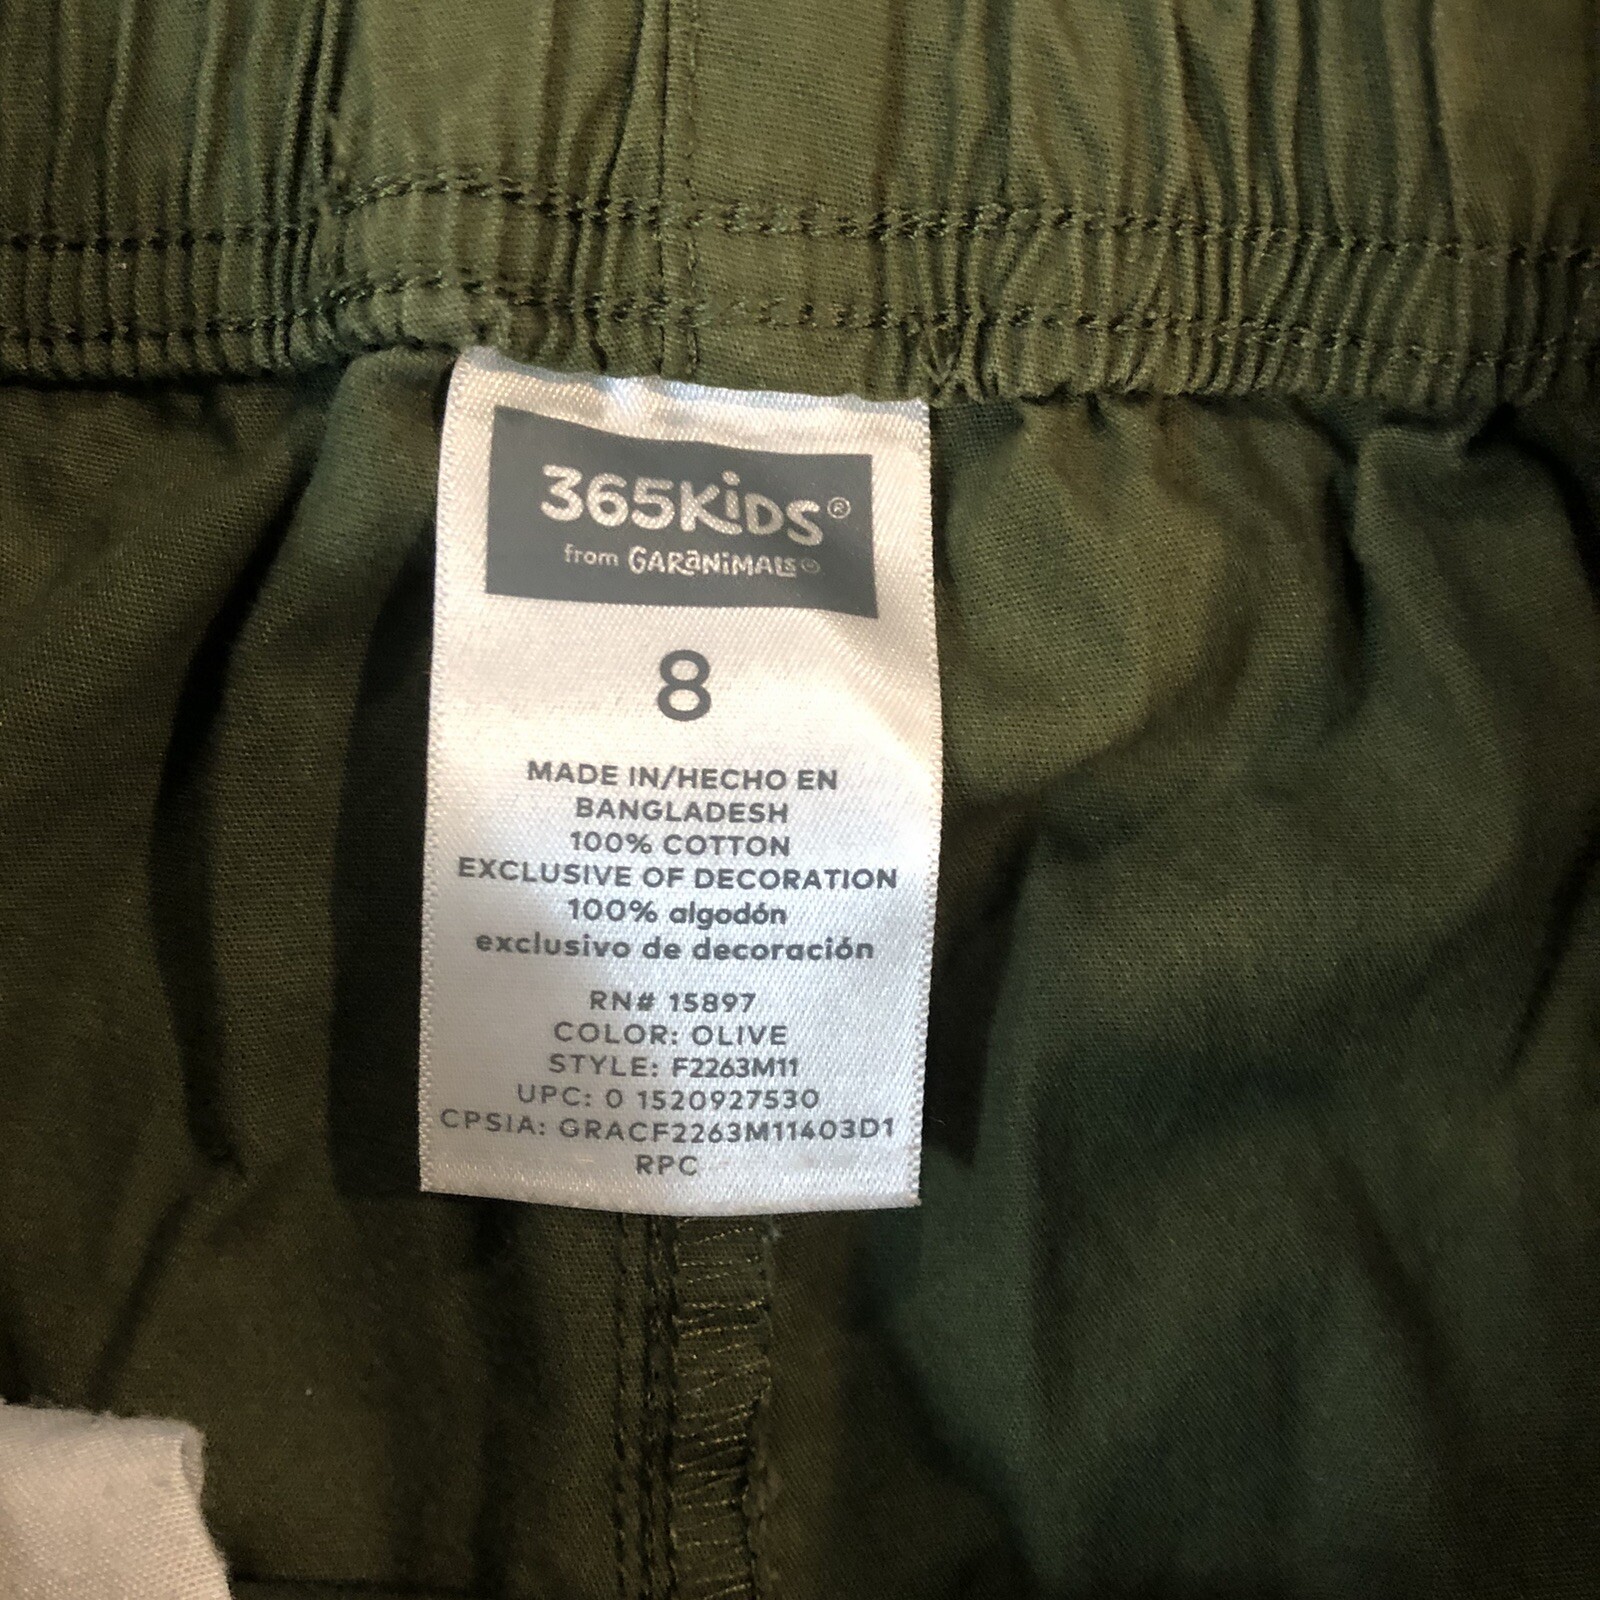 365KiDS®
from GARaNiMALS®
8
MADE IN/HECHO EN
BANGLADESH
100% COTTON
EXCLUSIVE OF DECORATION
100% algodón
exclusivo de decoración
RN# 15897
COLOR: OLIVE
STYLE: F2263M11
UPC: 0 1520927530
CPSIA: GRACF2263M11403D1
RPC